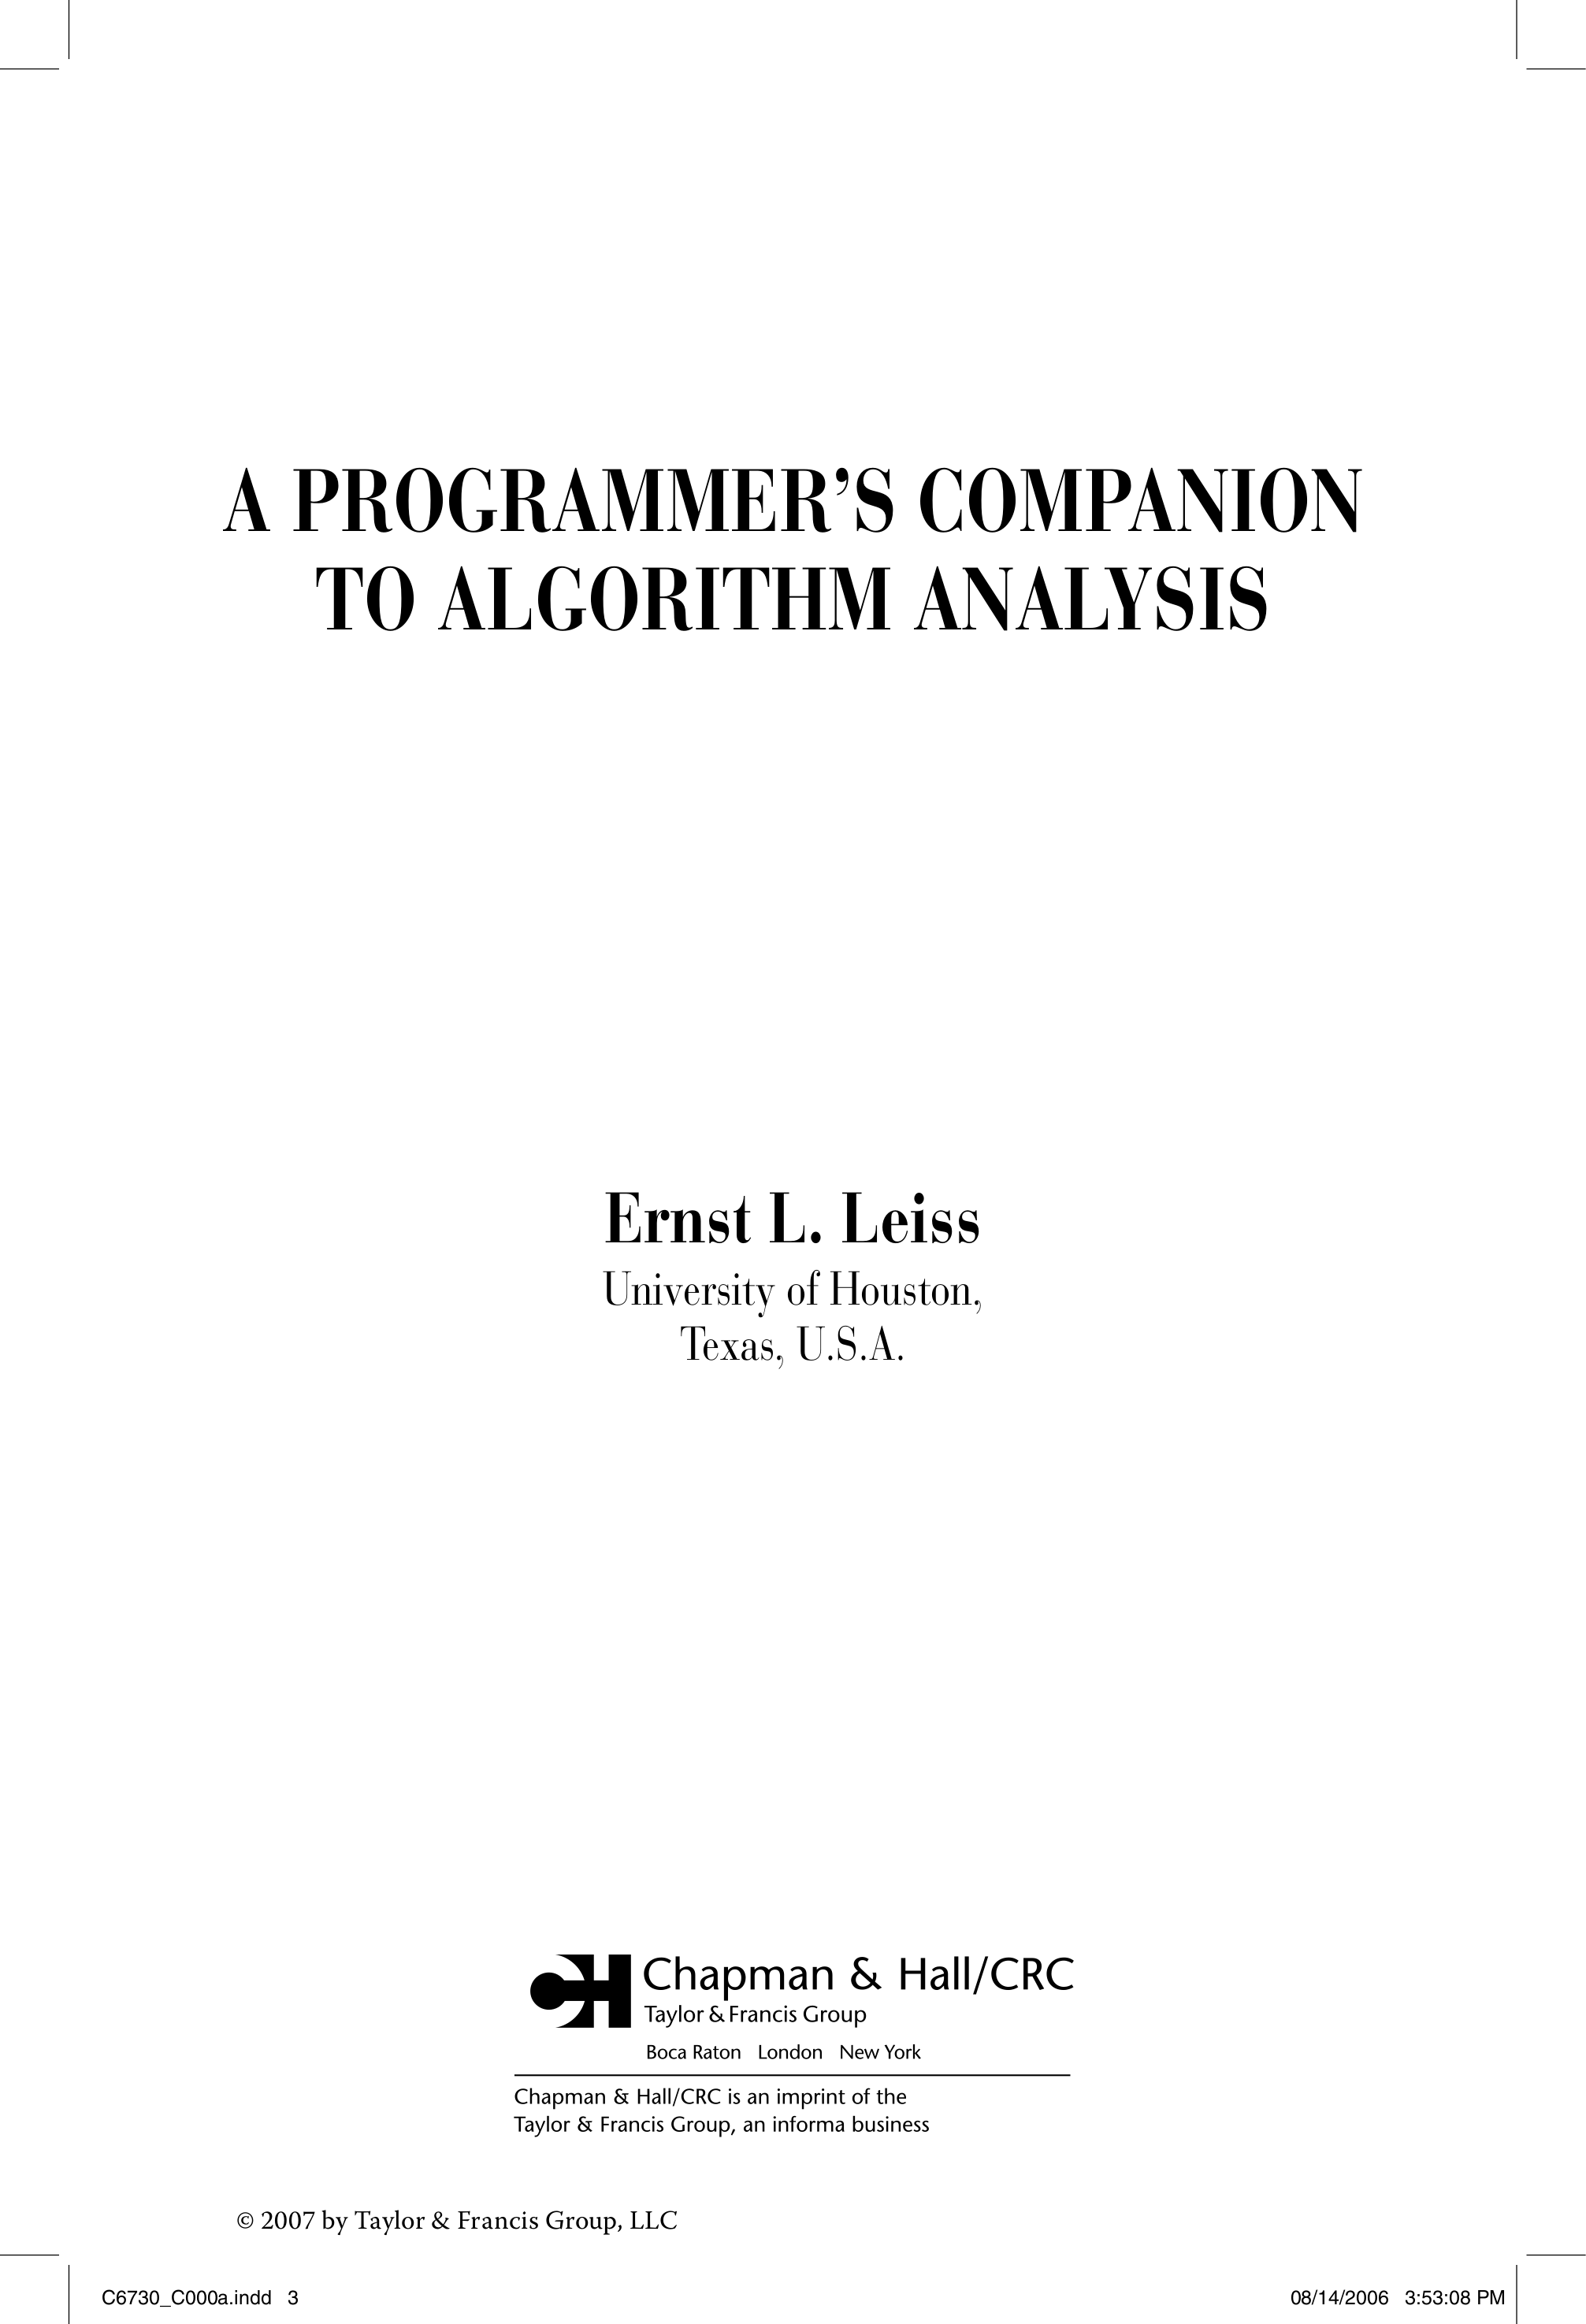 A PROGRAMMER’S COMPANION
TO ALGORITHM ANALYSIS
Ernst L. Leiss
University of Houston,
Texas, U.S.A.
CH Chapman & Hall/CRC
Taylor & Francis Group
Boca Raton London New York
Chapman & Hall/CRC is an imprint of the
Taylor & Francis Group, an informa business
© 2007 by Taylor & Francis Group, LLC
C6730_C000a.indd 3 08/14/2006 3:53:08 PM